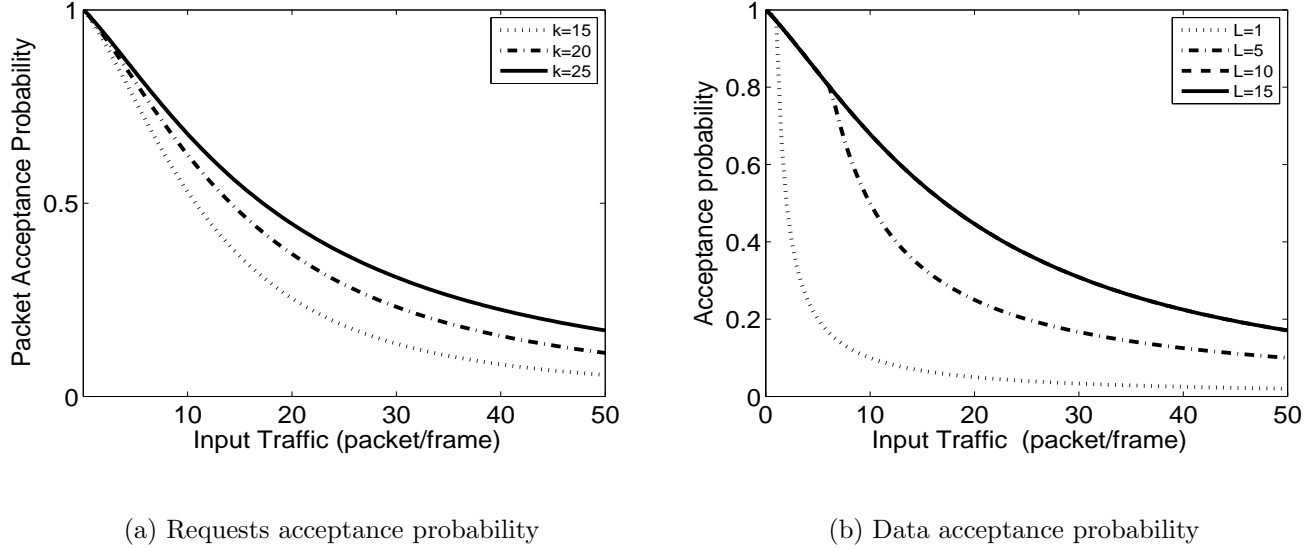 1
0.5
0
10
20
30
40
50
Packet Acceptance Probability
Input Traffic (packet/frame)
k=15
k=20
k=25
(a) Requests acceptance probability
1
0.8
0.6
0.4
0.2
0
0
10
20
30
40
50
Acceptance probability
Input Traffic (packet/frame)
L=1
L=5
L=10
L=15
(b) Data acceptance probability